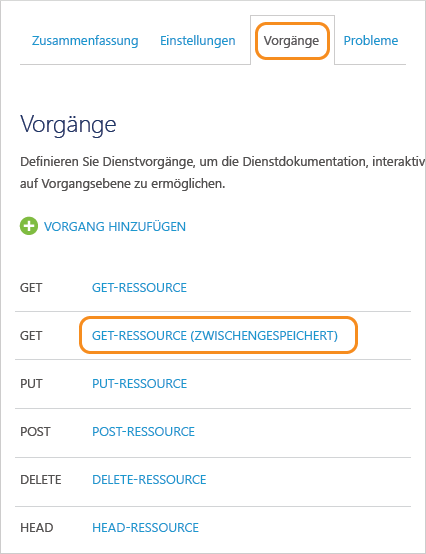 Zusammenfassung Einstellungen Vorgänge Probleme
Vorgänge
Definieren Sie Dienstvorgänge, um die Dienstdokumentation, interaktiv
auf Vorgangsebene zu ermöglichen.
VORGANG HINZUFÜGEN
GET GET-RESSOURCE
GET GET-RESSOURCE (ZWISCHENGESPEICHERT)
PUT PUT-RESSOURCE
POST POST-RESSOURCE
DELETE DELETE-RESSOURCE
HEAD HEAD-RESSOURCE